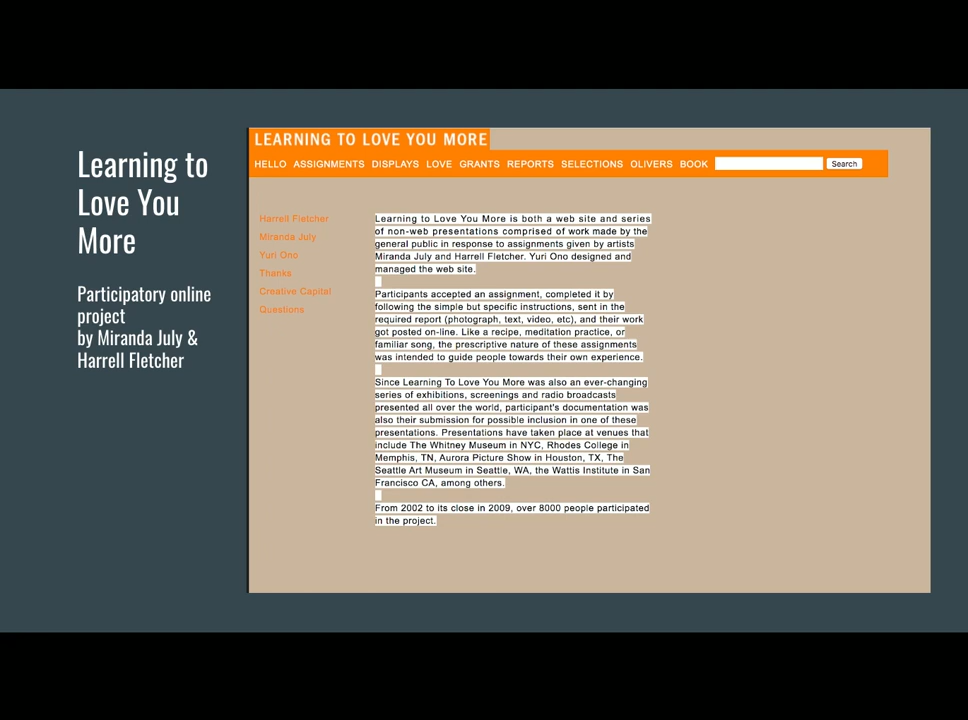 Learning to
Love You
More
Participatory online
project
by Miranda July &
Harrell Fletcher
LEARNING TO LOVE YOU MORE
HELLO ASSIGNMENTS DISPLAYS LOVE GRANTS REPORTS SELECTIONS OLIVERS BOOK Search
Harrell Fletcher
Miranda July
Yuri Ono
Thanks
Creative Capital
Questions
Learning to Love You More is both a web site and series
of non-web presentations comprised of work made by the
general public in response to assignments given by artists
Miranda July and Harrell Fletcher. Yuri Ono designed and
managed the web site.
Participants accepted an assignment, completed it by
following the simple but specific instructions, sent in the
required report (photograph, text, video, etc), and their work
got posted on-line. Like a recipe, meditation practice, or
familiar song, the prescriptive nature of these assignments
was intended to guide people towards their own experience.
Since Learning To Love You More was also an ever-changing
series of exhibitions, screenings and radio broadcasts
presented all over the world, participant's documentation was
also their submission for possible inclusion in one of these
presentations. Presentations have taken place at venues that
include The Whitney Museum in NYC, Rhodes College in
Memphis, TN, Aurora Picture Show in Houston, TX, The
Seattle Art Museum in Seattle, WA, the Wattis Institute in San
Francisco CA, among others.
From 2002 to its close in 2009, over 8000 people participated
in the project.